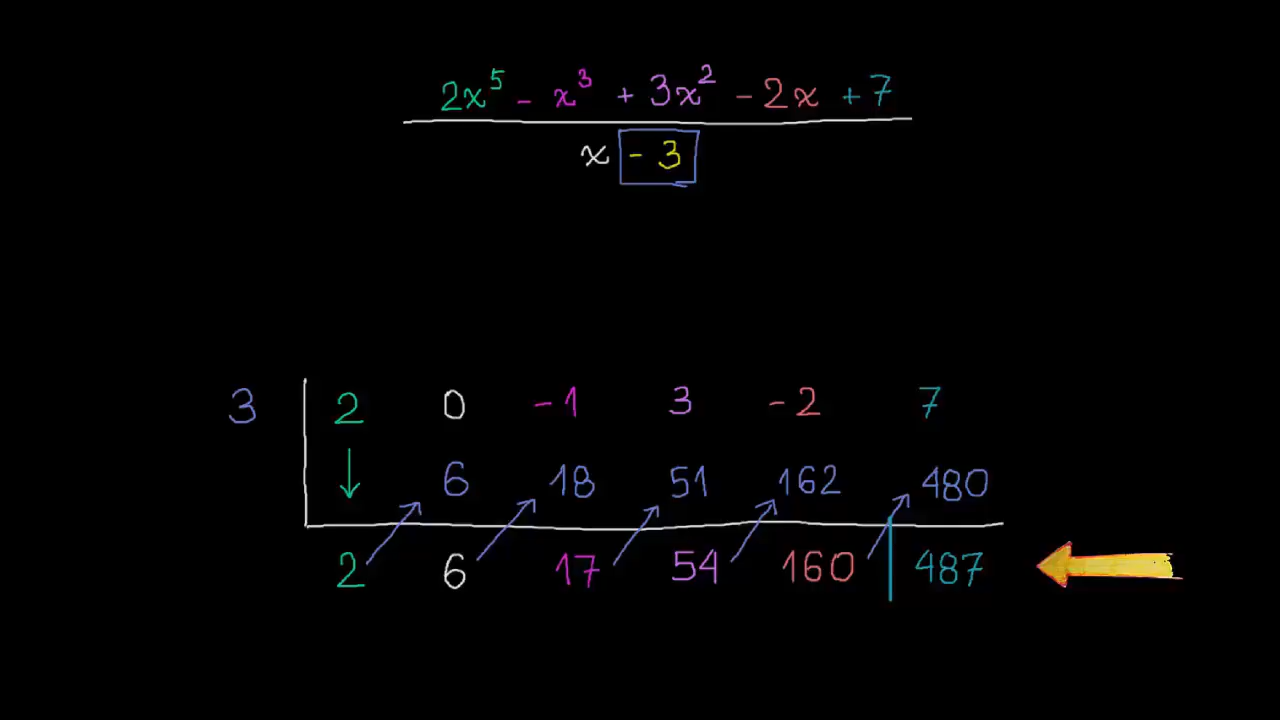 2x⁵ - x³ + 3x² - 2x + 7
x - 3
3 2 0 -1 3 -2 7
6 18 51 162 480
2 6 17 54 160 487